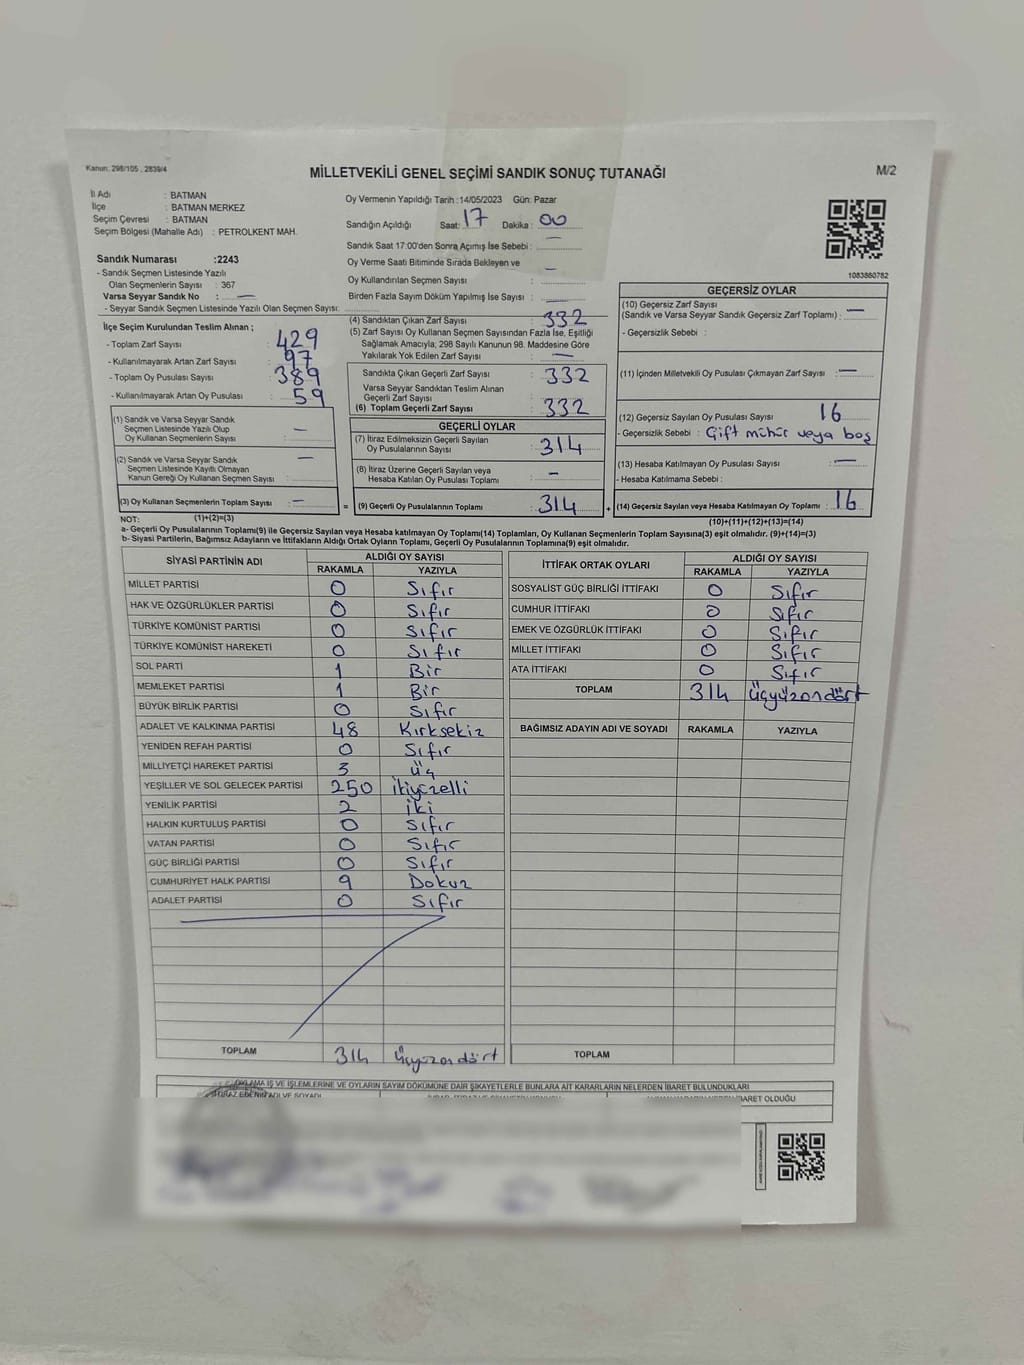 Kanun: 298/105 , 2839/4
MİLLETVEKİLİ GENEL SEÇİMİ SANDIK SONUÇ TUTANAĞI
M/2
İl Adı : BATMAN
İlçe : BATMAN MERKEZ
Seçim Çevresi : BATMAN
Seçim Bölgesi (Mahalle Adı) : PETROLKENT MAH.
Sandık Numarası :2243
- Sandık Seçmen Listesinde Yazılı
Olan Seçmenlerin Sayısı : 367
Varsa Seyyar Sandık No : —
- Seyyar Sandık Listesinde Yazılı Olan Seçmen Sayısı:
Oy Vermenin Yapıldığı Tarih :14/05/2023 Gün: Pazar
Sandığın Açıldığı Saat: 17 Dakika : 00
Sandık Saat 17:00'den Sonra Açımış İse Sebebi : —
Oy Verme Saati Bitiminde Sırada Bekleyen ve
Oy Kullandırılan Seçmen Sayısı : —
Birden Fazla Sayım Döküm Yapılmış İse Sayısı : —
1083860782
İlçe Seçim Kurulundan Teslim Alınan ;
- Toplam Zarf Sayısı : 429
- Kullanılmayarak Artan Zarf Sayısı : 97
- Toplam Oy Pusulası Sayısı : 389
- Kullanılmayarak Artan Oy Pusulası : 59
(4) Sandıktan Çıkan Zarf Sayısı : 332
(5) Zarf Sayısı Oy Kullanan Seçmen Sayısından Fazla İse, Eşitliği
Sağlamak Amacıyla, 298 Sayılı Kanunun 98. Maddesine Göre
Yakılarak Yok Edilen Zarf Sayısı : —
Sandıkta Çıkan Geçerli Zarf Sayısı : 332
Varsa Seyyar Sandıktan Teslim Alınan
Geçerli Zarf Sayısı :
(6) Toplam Geçerli Zarf Sayısı : 332
GEÇERSİZ OYLAR
(10) Geçersiz Zarf Sayısı
(Sandık ve Varsa Seyyar Sandık Geçersiz Zarf Toplamı) : —
- Geçersizlik Sebebi :
(11) İçinden Milletvekili Oy Pusulası Çıkmayan Zarf Sayısı : —
(12) Geçersiz Sayılan Oy Pusulası Sayısı : 16
- Geçersizlik Sebebi : Çift mühür veya boş
(13) Hesaba Katılmayan Oy Pusulası Sayısı : —
- Hesaba Katılmama Sebebi :
(14) Geçersiz Sayılan veya Hesaba Katılmayan Oy Toplamı : 16
(10)+(11)+(12)+(13)=(14)
(1) Sandık ve Varsa Seyyar Sandık
Seçmen Listesinde Yazılı Olup
Oy Kullanan Seçmenlerin Sayısı : —
(2) Sandık ve Varsa Seyyar Sandık
Seçmen Listesinde Kayıtlı Olmayan
Kanun Gereği Oy Kullanan Seçmen Sayısı : —
(3) Oy Kullanan Seçmenlerin Toplam Sayısı : —
=
GEÇERLİ OYLAR
(7) İtiraz Edilmeksizin Geçerli Sayılan
Oy Pusulalarının Sayısı : 314
(8) İtiraz Üzerine Geçerli Sayılan veya
Hesaba Katılan Oy Pusulası Toplamı : —
(9) Geçerli Oy Pusulalarının Toplamı : 314
+
NOT: (1)+(2)=(3)
a- Geçerli Oy Pusulalarının Toplamı(9) ile Geçersiz Sayılan veya Hesaba katılmayan Oy Toplamı(14) Toplamları, Oy Kullanan Seçmenlerin Toplam Sayısına(3) eşit olmalıdır. (9)+(14)=(3)
b- Siyasi Partilerin, Bağımsız Adayların ve İttifakların Aldığı Ortak Oyların Toplamı, Geçerli Oy Pusulalarının Toplamına(9) eşit olmalıdır.
SİYASİ PARTİNİN ADI ALDIĞI OY SAYISI
RAKAMLA YAZIYLA
MİLLET PARTİSİ 0 Sıfır
HAK VE ÖZGÜRLÜKLER PARTİSİ 0 Sıfır
TÜRKİYE KOMÜNİST PARTİSİ 0 Sıfır
TÜRKİYE KOMÜNİST HAREKETİ 0 Sıfır
SOL PARTİ 1 Bir
MEMLEKET PARTİSİ 1 Bir
BÜYÜK BİRLİK PARTİSİ 0 Sıfır
ADALET VE KALKINMA PARTİSİ 48 Kırksekiz
YENİDEN REFAH PARTİSİ 0 Sıfır
MİLLİYETÇİ HAREKET PARTİSİ 3 üç
YEŞİLLER VE SOL GELECEK PARTİSİ 250 ikiyüzelli
YENİLİK PARTİSİ 2 iki
HALKIN KURTULUŞ PARTİSİ 0 Sıfır
VATAN PARTİSİ 0 Sıfır
GÜÇ BİRLİĞİ PARTİSİ 0 Sıfır
CUMHURİYET HALK PARTİSİ 9 Dokuz
ADALET PARTİSİ 0 Sıfır
TOPLAM 314 üçyüzondört
İTTİFAK ORTAK OYLARI ALDIĞI OY SAYISI
RAKAMLA YAZIYLA
SOSYALİST GÜÇ BİRLİĞİ İTTİFAKI 0 Sıfır
CUMHUR İTTİFAKI 0 Sıfır
EMEK VE ÖZGÜRLÜK İTTİFAKI 0 Sıfır
MİLLET İTTİFAKI 0 Sıfır
ATA İTTİFAKI 0 Sıfır
TOPLAM 314 üçyüzondört
BAĞIMSIZ ADAYIN ADI VE SOYADI RAKAMLA YAZIYLA
TOPLAM
OYLAMA İŞ VE İŞLEMLERİNE VE OYLARIN SAYIM DÖKÜMÜNE DAİR ŞİKAYETLERLE BUNLARA AİT KARARLARIN NELERDEN İBARET BULUNDUKLARI
İTİRAZ EDENİN ADI VE SOYADI
İBARET OLDUĞU